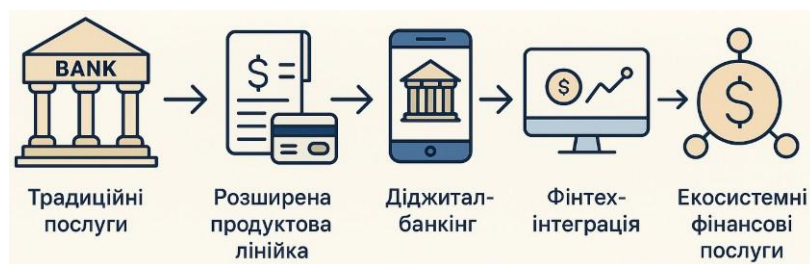 BANK
$
$
$
Традиційні
послуги
Розширена
продуктова
лінійка
Діджитал-
банкінг
Фінтех-
інтеграція
Екосистемні
фінансові
послуги